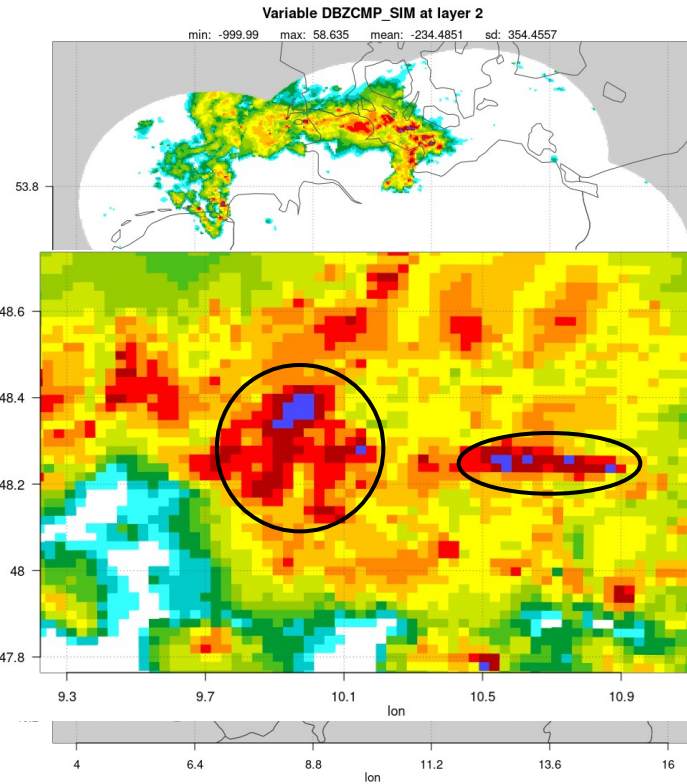 Variable DBZCMP_SIM at layer 2
min: -999.99 max: 58.635 mean: -234.4851 sd: 354.4557
53.8
48.6
48.4
48.2
48
47.8
9.3 9.7 10.1 10.5 10.9
lon
4 6.4 8.8 11.2 13.6 16
lon